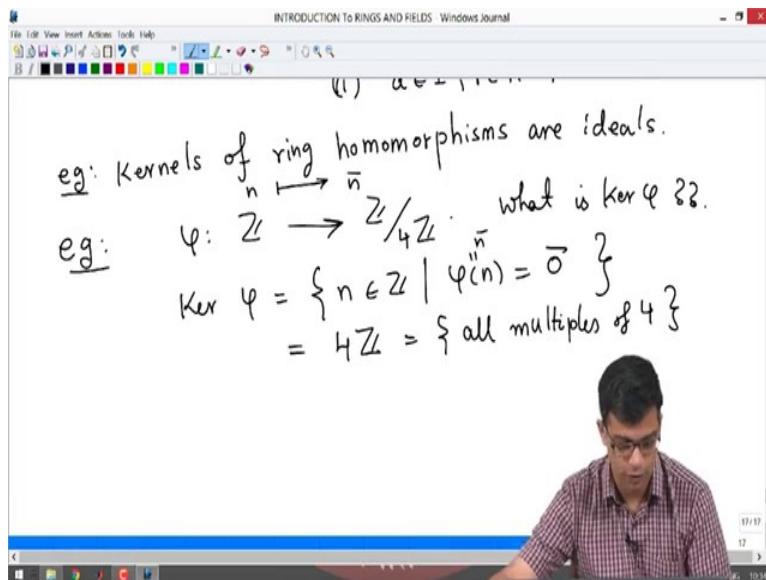 INTRODUCTION To RINGS AND FIELDS - Windows Journal
File Edit View Insert Actions Tools Help
eg: Kernels of ring homomorphisms are ideals.
n ↦ n̄
eg: φ: ℤ → ℤ/4ℤ. What is Ker φ ??.
n̄
"
Ker φ = { n ∈ ℤ | φ(n) = 0̄ }
= 4ℤ = { all multiples of 4 }
17/17
17